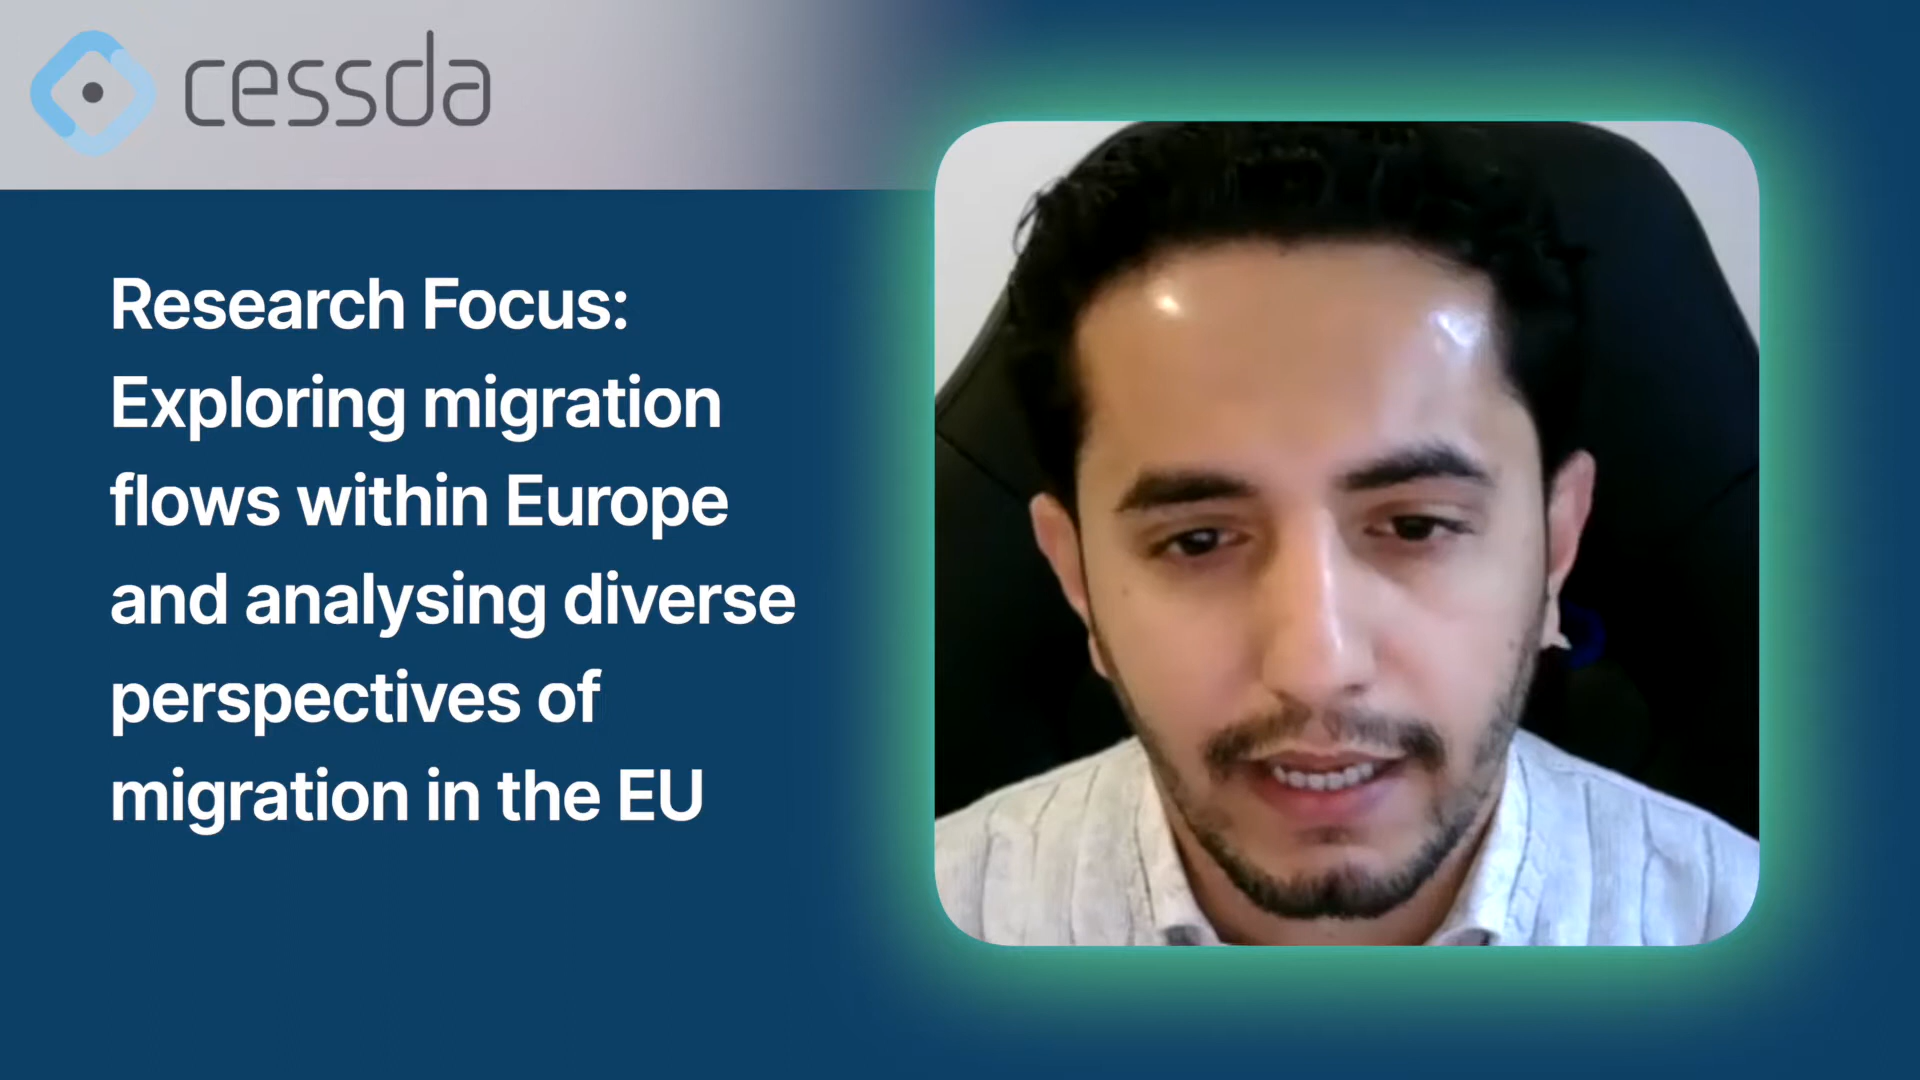 cessda
Research Focus:
Exploring migration
flows within Europe
and analysing diverse
perspectives of
migration in the EU